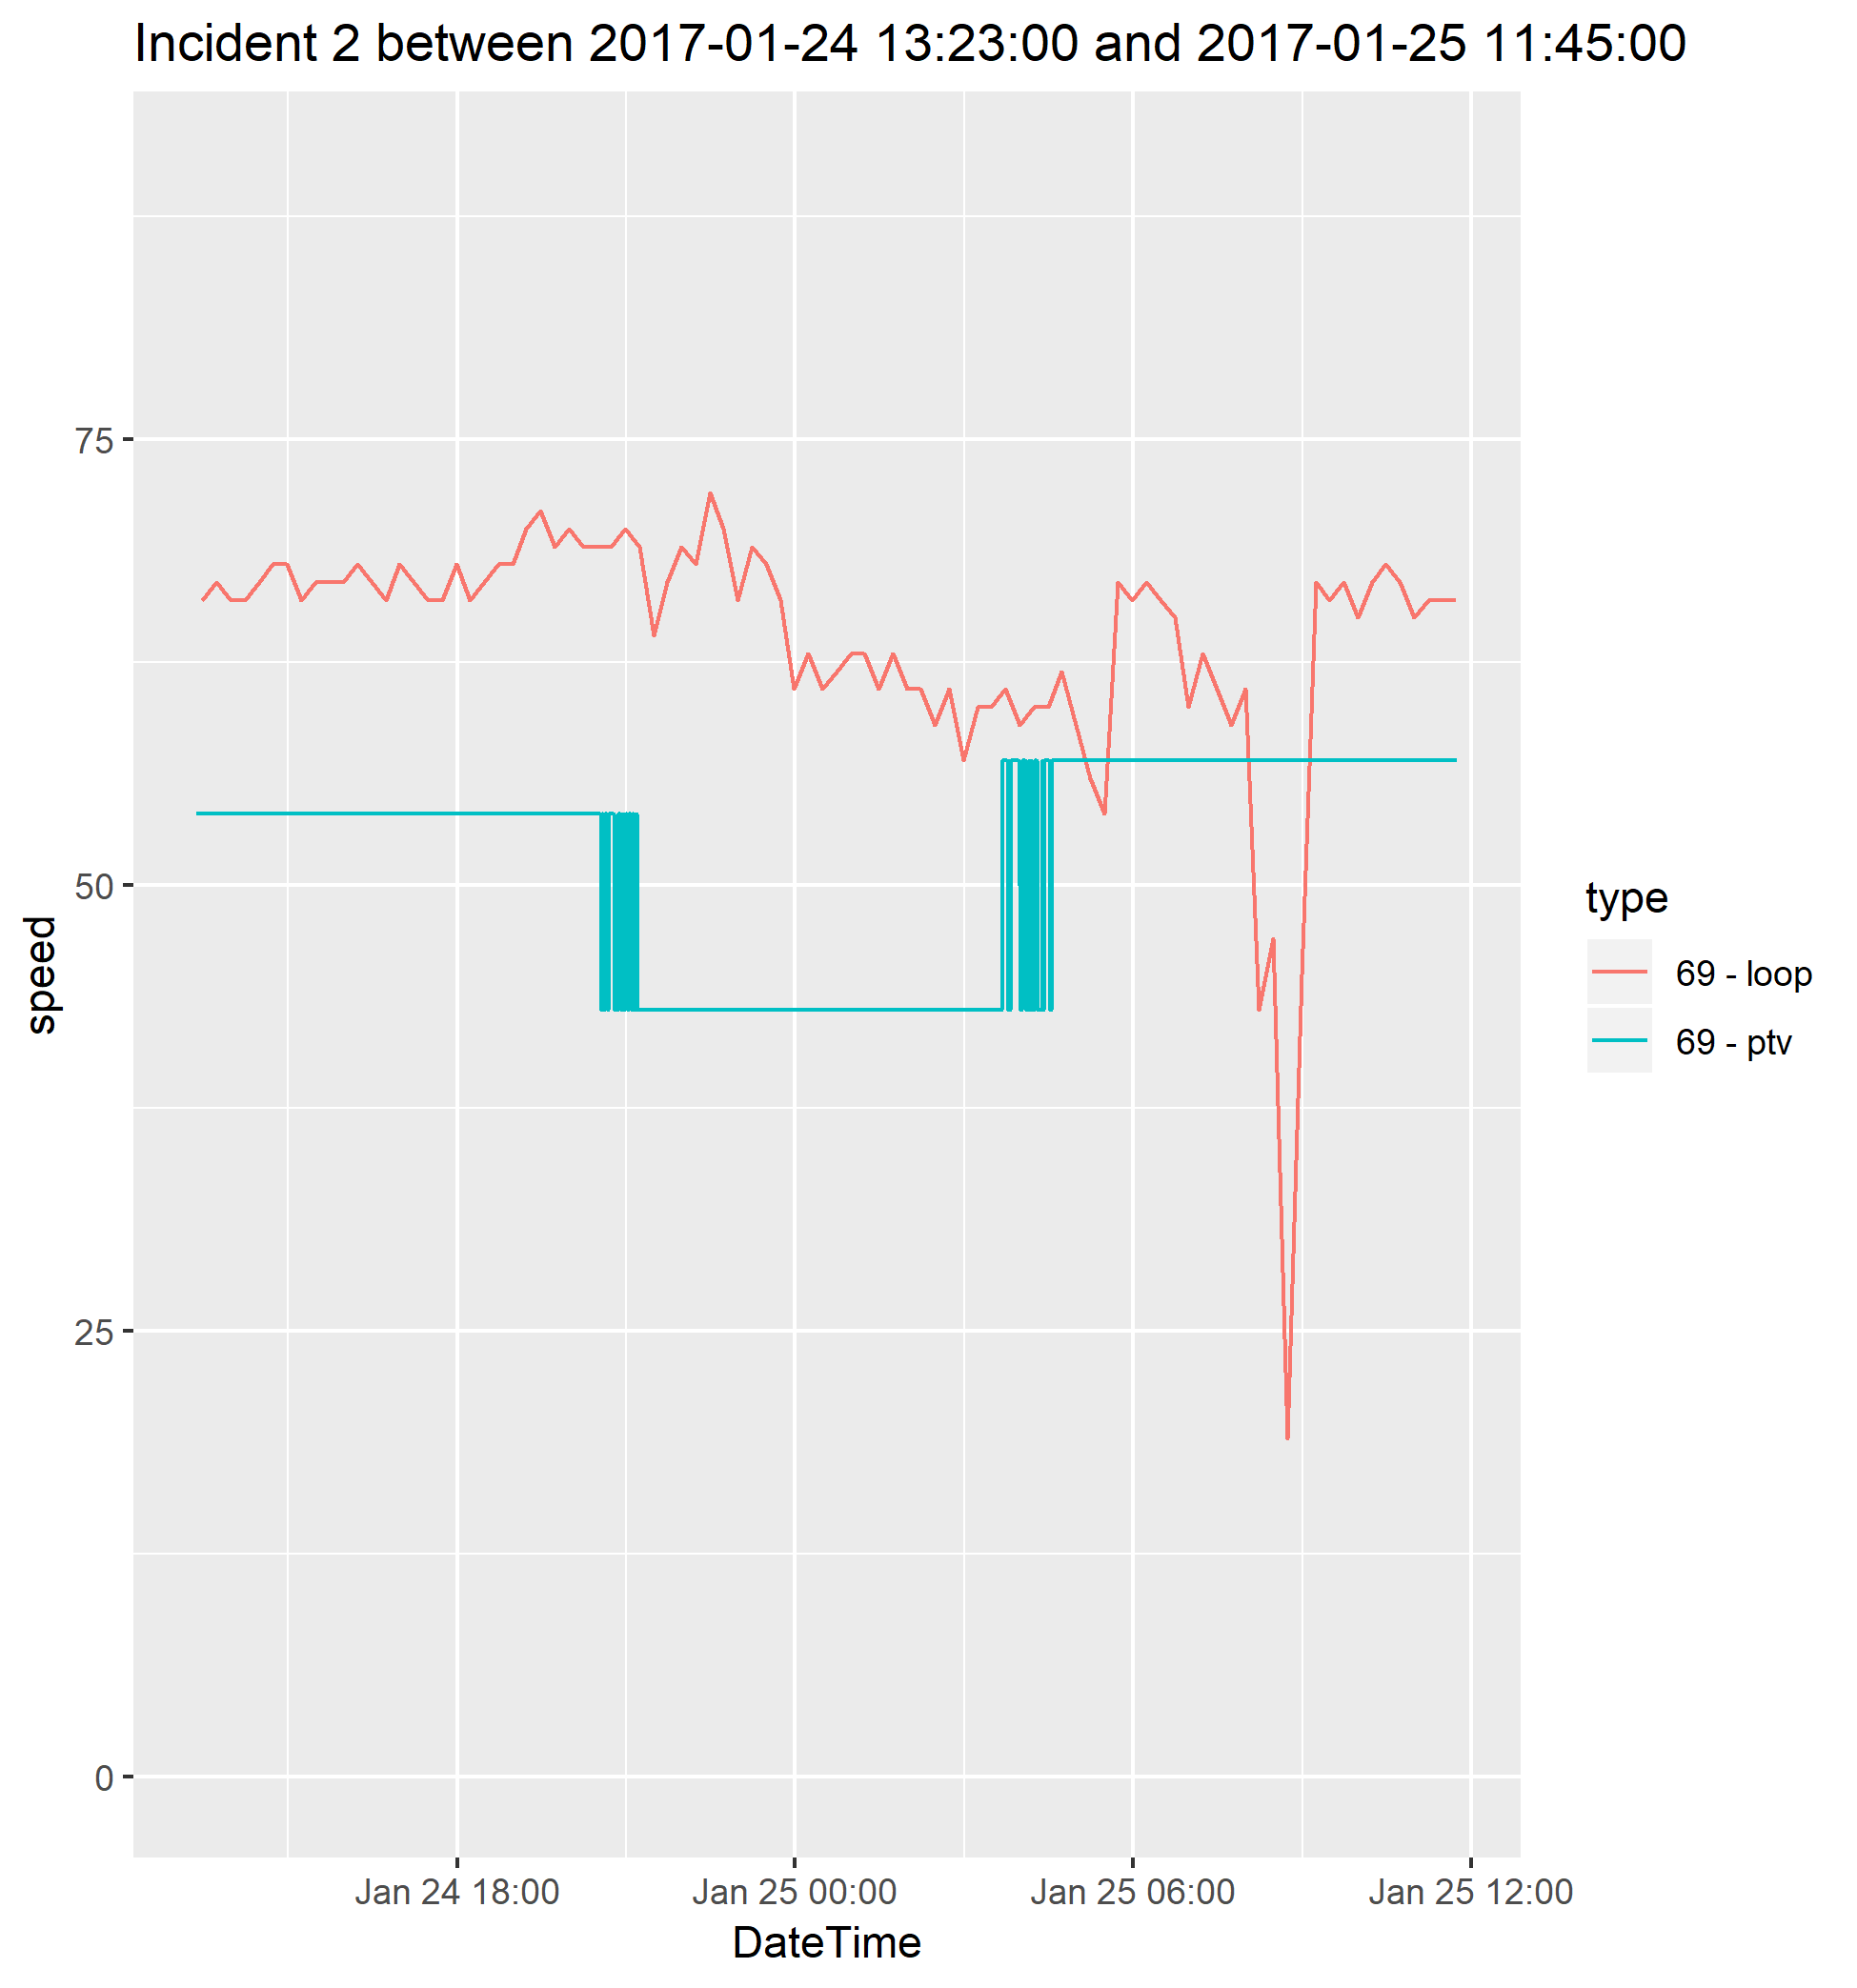 Incident 2 between 2017-01-24 13:23:00 and 2017-01-25 11:45:00
75
50
25
0
speed
Jan 24 18:00
Jan 25 00:00
Jan 25 06:00
Jan 25 12:00
DateTime
type
69 - loop
69 - ptv